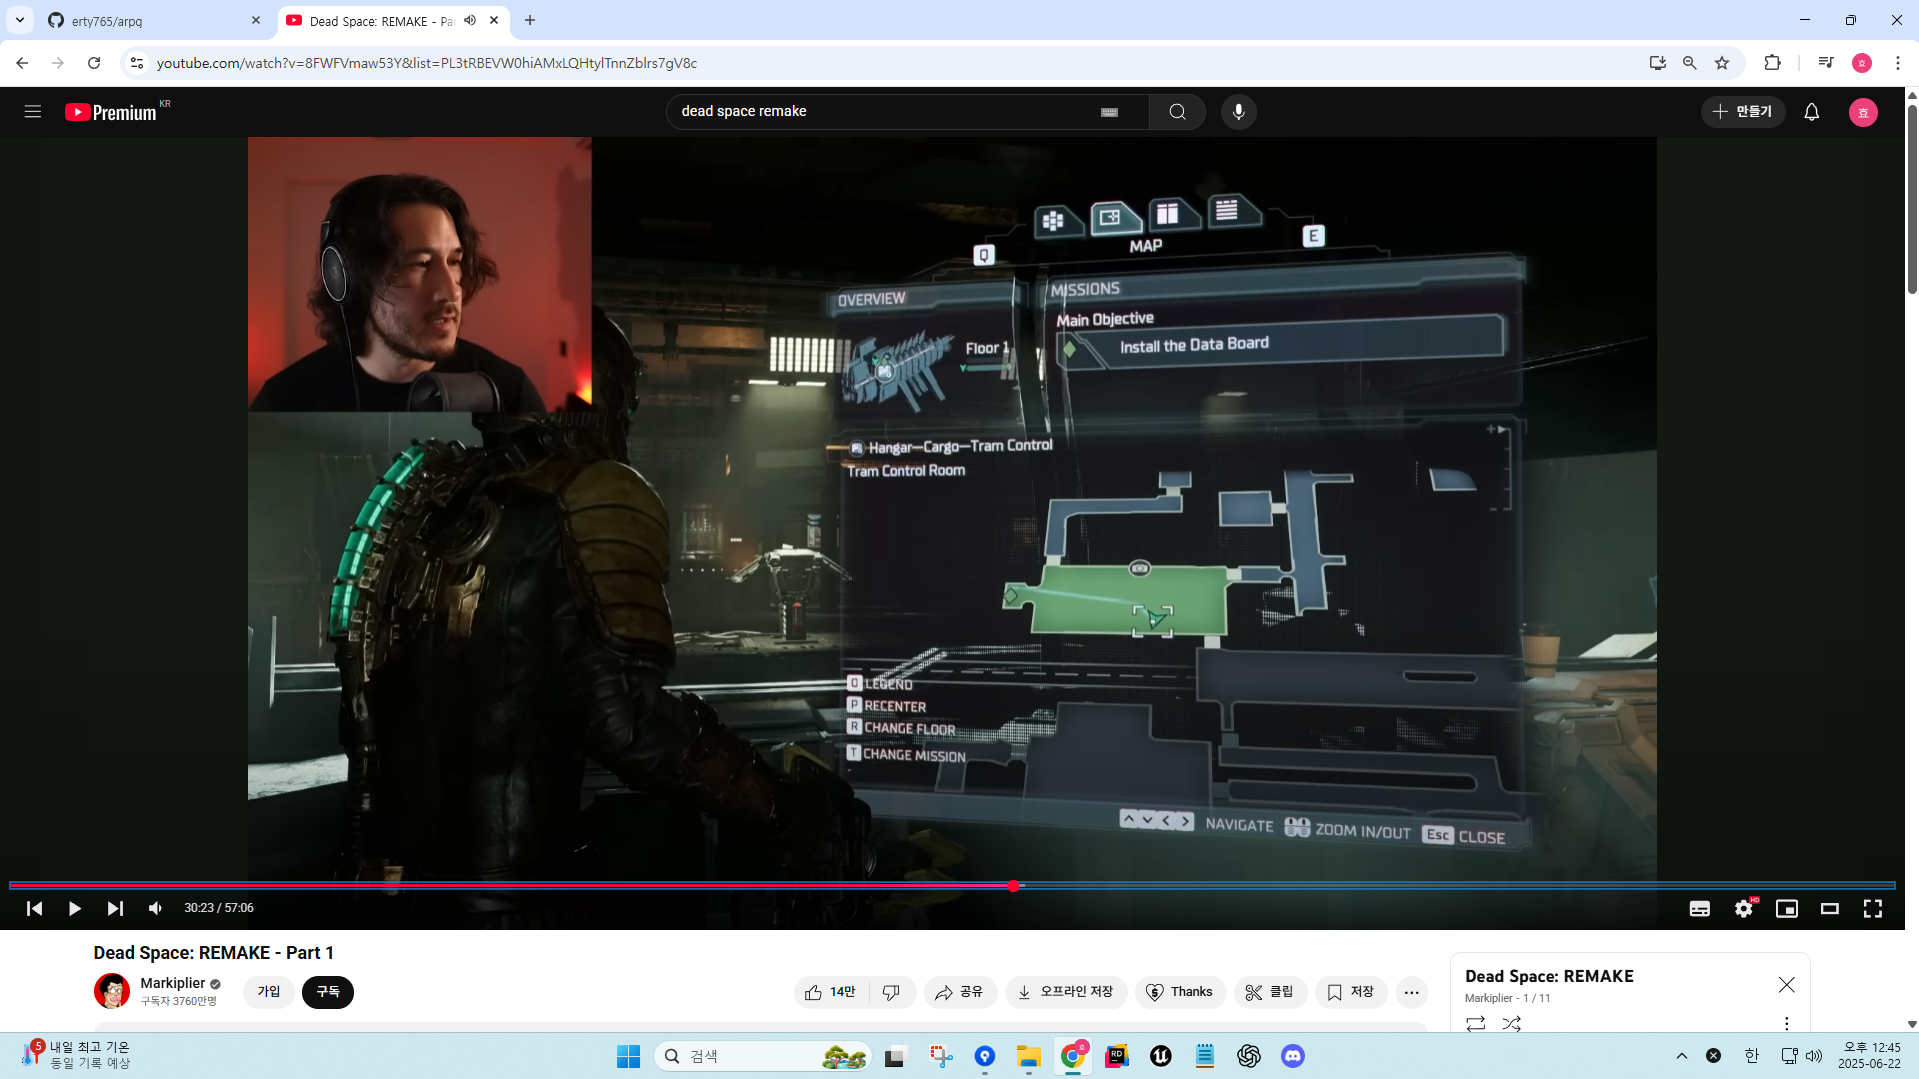 erty765/arpg
Dead Space: REMAKE - Par
youtube.com/watch?v=8FWFVmaw53Y&list=PL3tRBEVW0hiAMxLQHtylTnnZblrs7gV8c
효
Premium KR
dead space remake
만들기
효
MAP
Q
E
OVERVIEW
Floor 1
MISSIONS
Main Objective
Install the Data Board
Hangar—Cargo—Tram Control
Tram Control Room
LEGEND
P RECENTER
R CHANGE FLOOR
T CHANGE MISSION
NAVIGATE ZOOM IN/OUT Esc CLOSE
30:23 / 57:06
HD
Dead Space: REMAKE - Part 1
Markiplier
구독자 3760만명
가입
구독
14만
공유
오프라인 저장
Thanks
클립
저장
Dead Space: REMAKE
Markiplier - 1 / 11
5
내일 최고 기온
동일 기록 예상
검색
효
RD
한
오후 12:45
2025-06-22